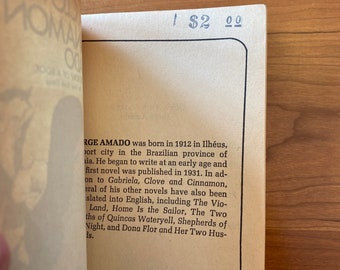 1 $2 00
RGE AMADO was born in 1912 in Ilhéus,
ort city in the Brazilian province of
ia. He began to write at an early age and
first novel was published in 1931. In ad-
on to Gabriela, Clove and Cinnamon,
eral of his other novels have also been
slated into English, including The Vio-
Land, Home Is the Sailor, The Two
ths of Quincas Wateryell, Shepherds of
Night, and Dona Flor and Her Two Hus-
ds.